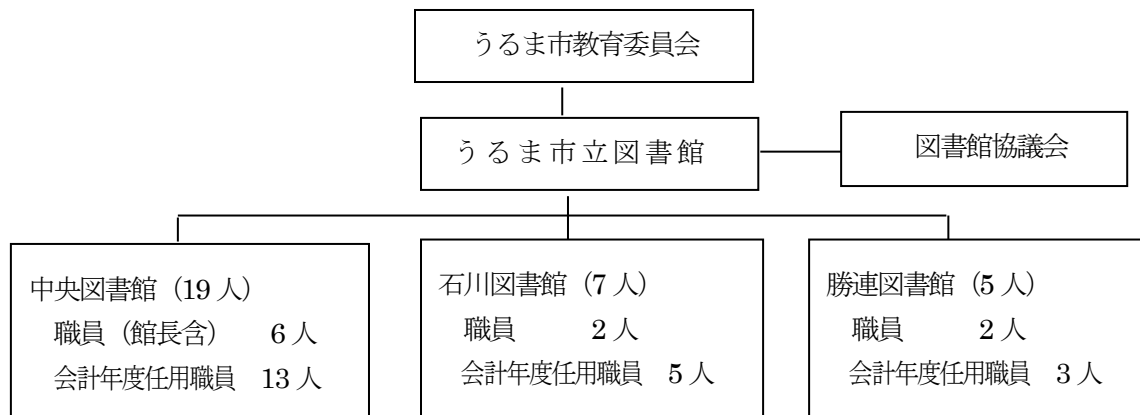 うるま市教育委員会
うるま市立図書館
図書館協議会
中央図書館（19人）
職員（館長含） 6人
会計年度任用職員 13人
石川図書館（7人）
職員 2人
会計年度任用職員 5人
勝連図書館（5人）
職員 2人
会計年度任用職員 3人